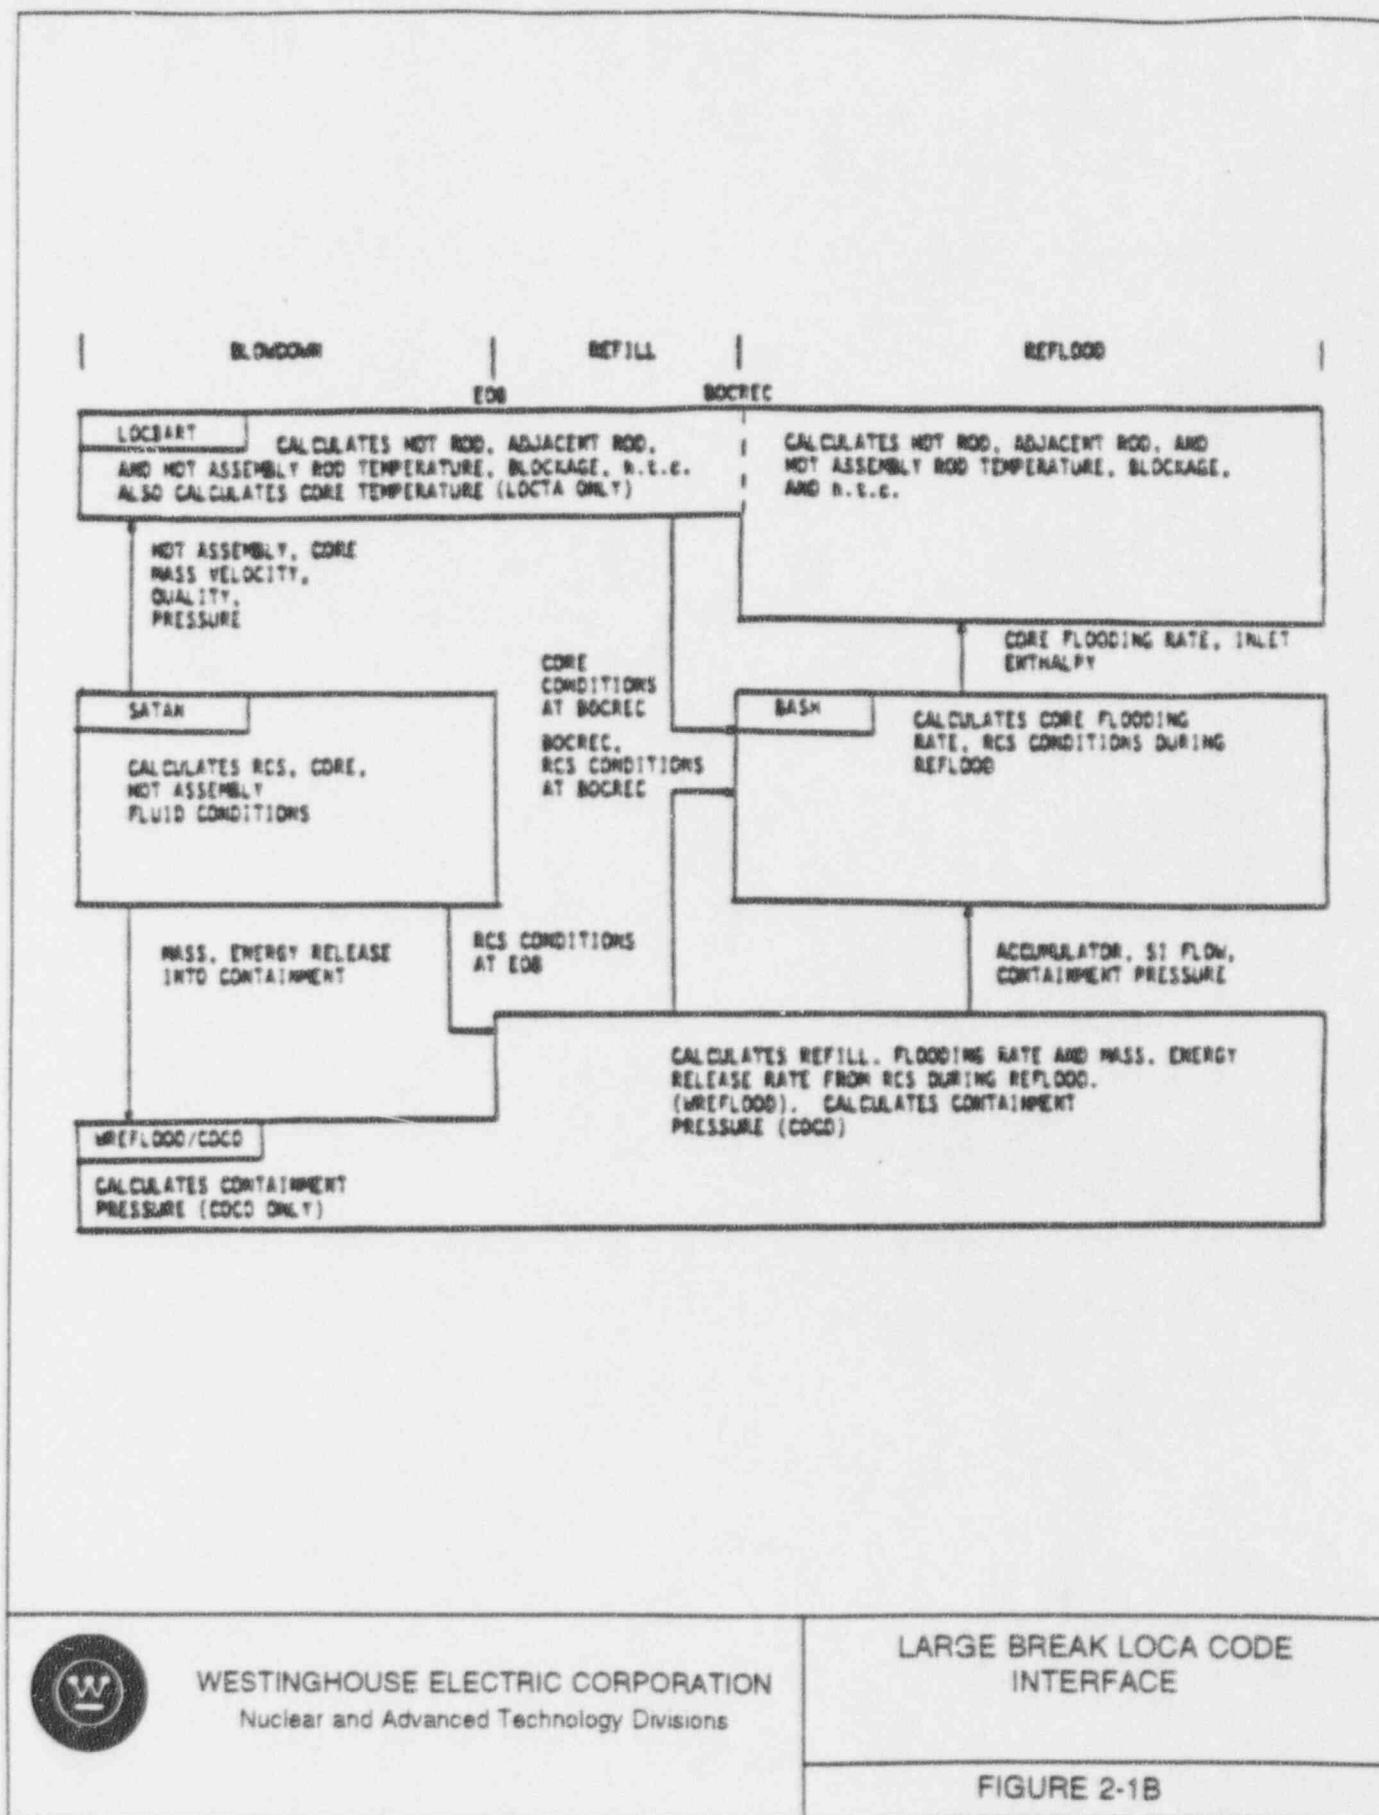 BLOWDOWN
REFILL
REFLOOD
EOB
BOCREC
LOCBART
CALCULATES HOT ROD, ADJACENT ROD,
AND HOT ASSEMBLY ROD TEMPERATURE, BLOCKAGE, h.t.c.
ALSO CALCULATES CORE TEMPERATURE (LOCTA ONLY)
CALCULATES HOT ROD, ADJACENT ROD, AND
HOT ASSEMBLY ROD TEMPERATURE, BLOCKAGE,
AND h.t.c.
HOT ASSEMBLY, CORE
MASS VELOCITY,
QUALITY,
PRESSURE
CORE FLOODING RATE, INLET
ENTHALPY
CORE
CONDITIONS
AT BOCREC
BOCREC,
RCS CONDITIONS
AT BOCREC
SATAN
CALCULATES RCS, CORE,
HOT ASSEMBLY
FLUID CONDITIONS
BASH
CALCULATES CORE FLOODING
RATE, RCS CONDITIONS DURING
REFLOOD
MASS, ENERGY RELEASE
INTO CONTAINMENT
RCS CONDITIONS
AT EOB
ACCUMULATOR, SI FLOW,
CONTAINMENT PRESSURE
CALCULATES REFILL, FLOODING RATE AND MASS, ENERGY
RELEASE RATE FROM RCS DURING REFLOOD.
(WREFLOOD). CALCULATES CONTAINMENT
PRESSURE (COCO)
WREFLOOD/COCO
CALCULATES CONTAINMENT
PRESSURE (COCO ONLY)
W
WESTINGHOUSE ELECTRIC CORPORATION
Nuclear and Advanced Technology Divisions
LARGE BREAK LOCA CODE
INTERFACE
FIGURE 2-1B